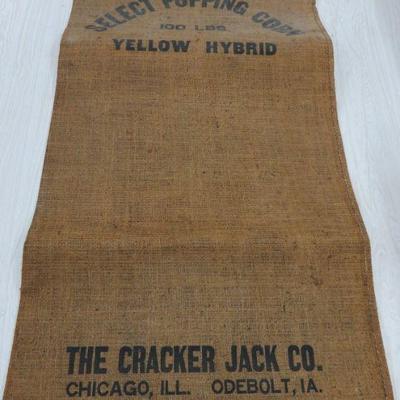 SELECT POPPING CORN
100 LBS.
YELLOW HYBRID
THE CRACKER JACK CO.
CHICAGO, ILL. ODEBOLT, IA.